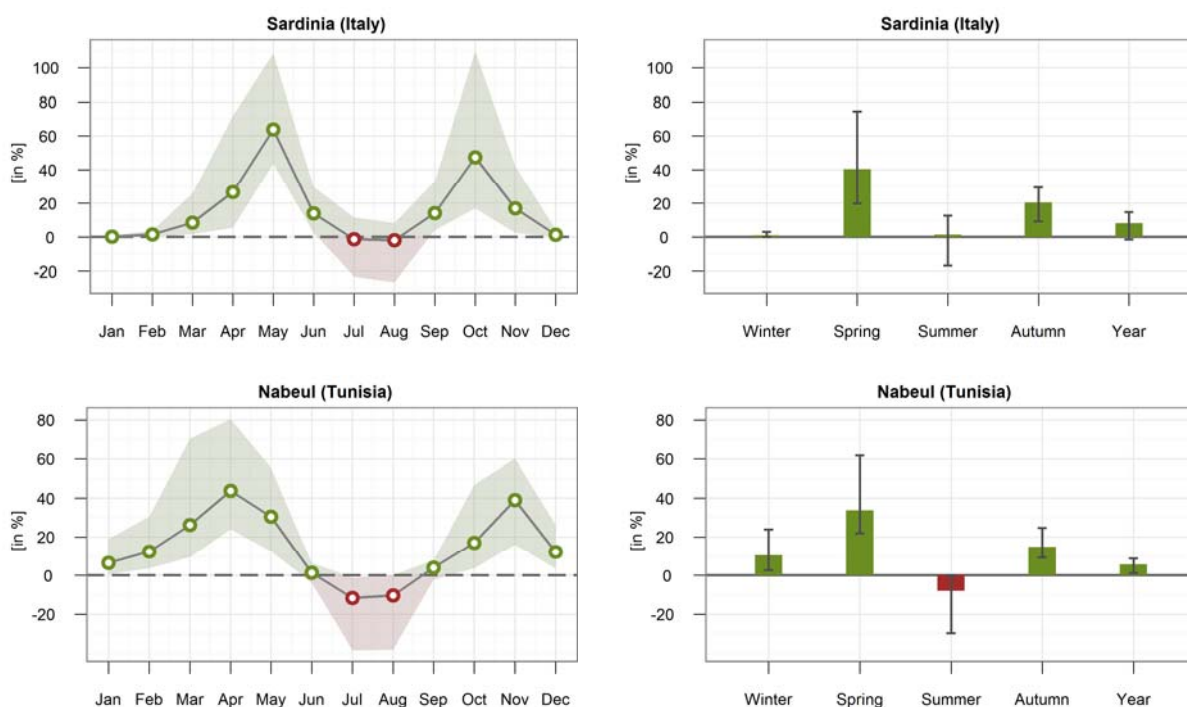 Sardinia (Italy)
[in %]
100
80
60
40
20
0
-20
Jan Feb Mar Apr May Jun Jul Aug Sep Oct Nov Dec
Sardinia (Italy)
[in %]
100
80
60
40
20
0
-20
Winter Spring Summer Autumn Year
Nabeul (Tunisia)
[in %]
80
60
40
20
0
-20
Jan Feb Mar Apr May Jun Jul Aug Sep Oct Nov Dec
Nabeul (Tunisia)
[in %]
80
60
40
20
0
-20
Winter Spring Summer Autumn Year